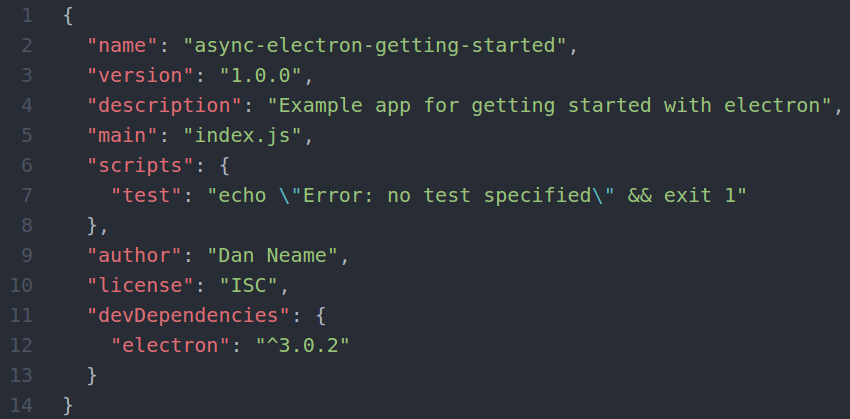 1 {
2 "name": "async-electron-getting-started",
3 "version": "1.0.0",
4 "description": "Example app for getting started with electron",
5 "main": "index.js",
6 "scripts": {
7 "test": "echo \"Error: no test specified\" && exit 1"
8 },
9 "author": "Dan Neame",
10 "license": "ISC",
11 "devDependencies": {
12 "electron": "^3.0.2"
13 }
14 }